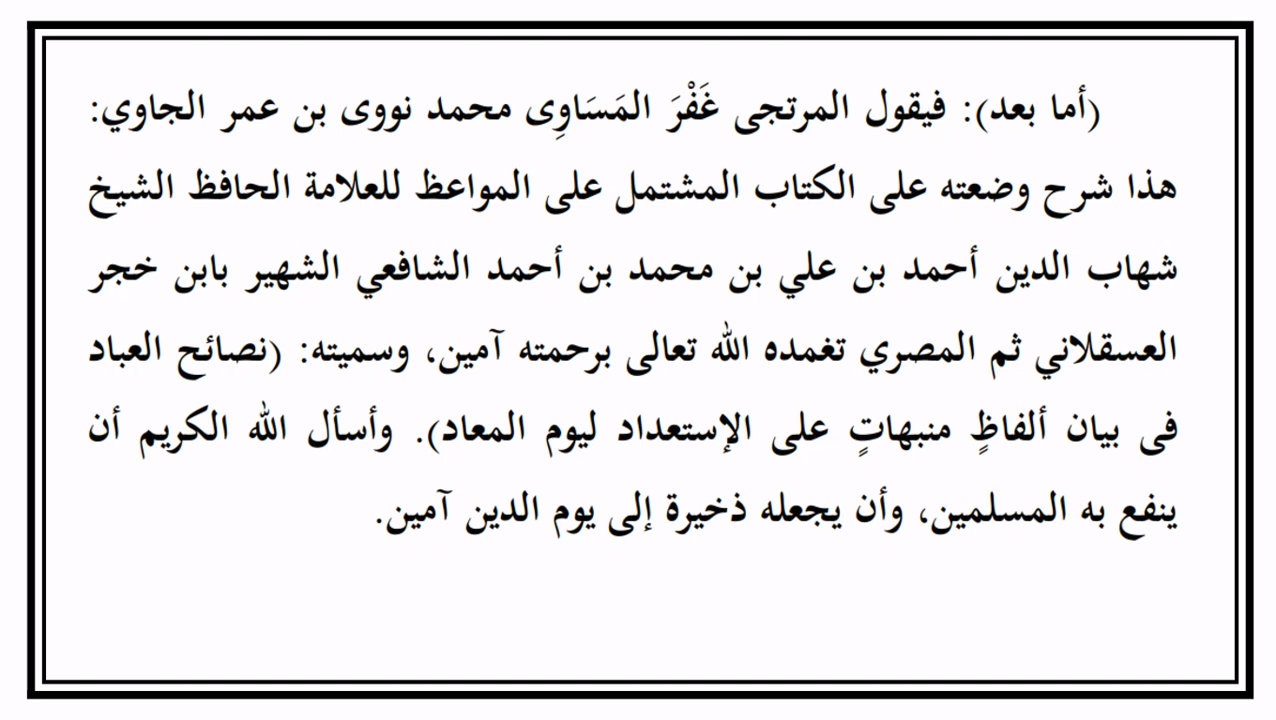 (أما بعد): فيقول المرتجى غَفْرَ المَسَاوِى محمد نووى بن عمر الجاوي:
هذا شرح وضعته على الكتاب المشتمل على المواعظ للعلامة الحافظ الشيخ
شهاب الدين أحمد بن علي بن محمد بن أحمد الشافعي الشهير بابن خجر
العسقلاني ثم المصري تغمده الله تعالى برحمته آمين، وسميته: (نصائح العباد
فى بيان ألفاظٍ منبهاتٍ على الإستعداد ليوم المعاد). وأسأل الله الكريم أن
ينفع به المسلمين، وأن يجعله ذخيرة إلى يوم الدين آمين.